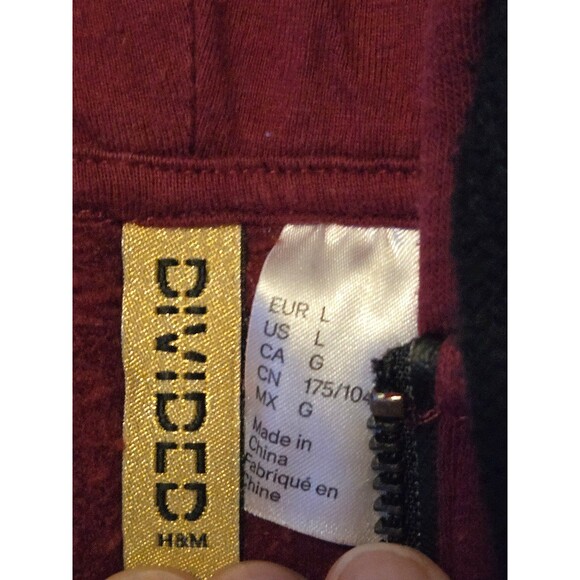 DIVIDED
H&M
EUR L
US L
CA G
CN 175/104
MX G
Made in
China
Fabriqué en
Chine